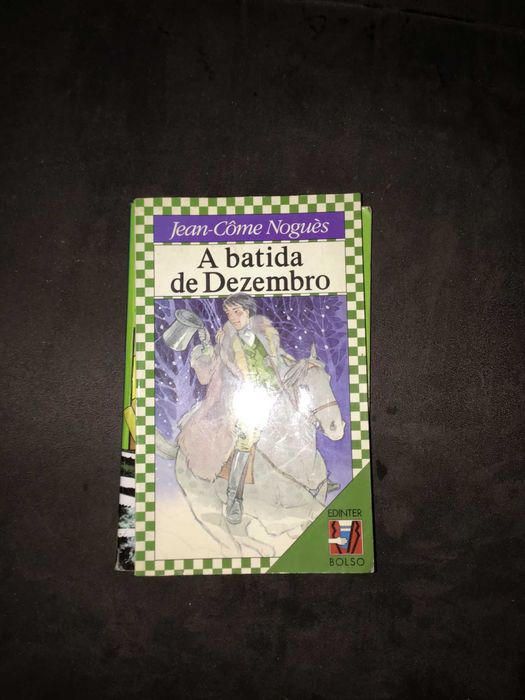 Jean-Côme Noguès
A batida
de Dezembro
EDINTER
BOLSO